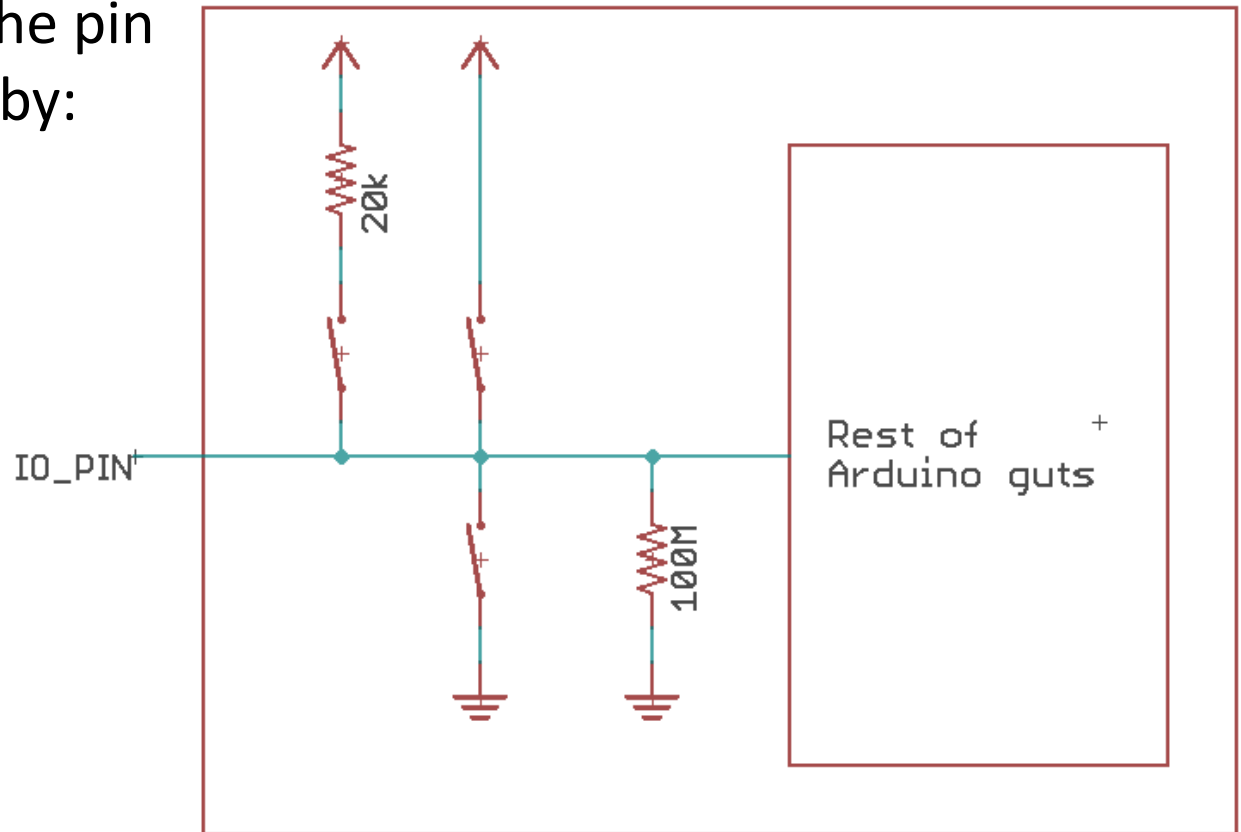 he pin
by:
20k
IO_PIN
Rest of
Arduino guts
100M